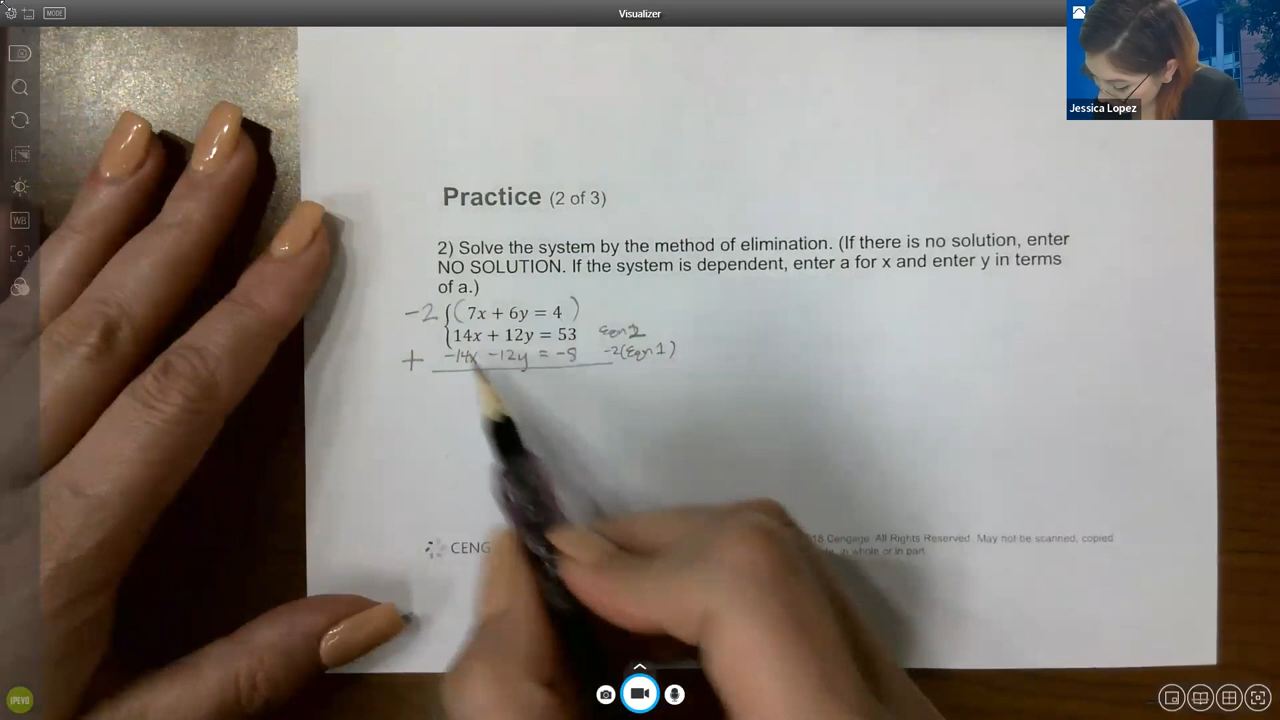 MODE
Visualizer
WB
Jessica Lopez
Practice (2 of 3)
2) Solve the system by the method of elimination. (If there is no solution, enter
NO SOLUTION. If the system is dependent, enter a for x and enter y in terms
of a.)
-2 { ( 7x + 6y = 4 )
14x + 12y = 53 Eqn 2
+ -14x -12y = -8 -2(Eqn 1)
CENG
18 Cengage. All Rights Reserved. May not be scanned, copied
in whole or in part.
IPEVO